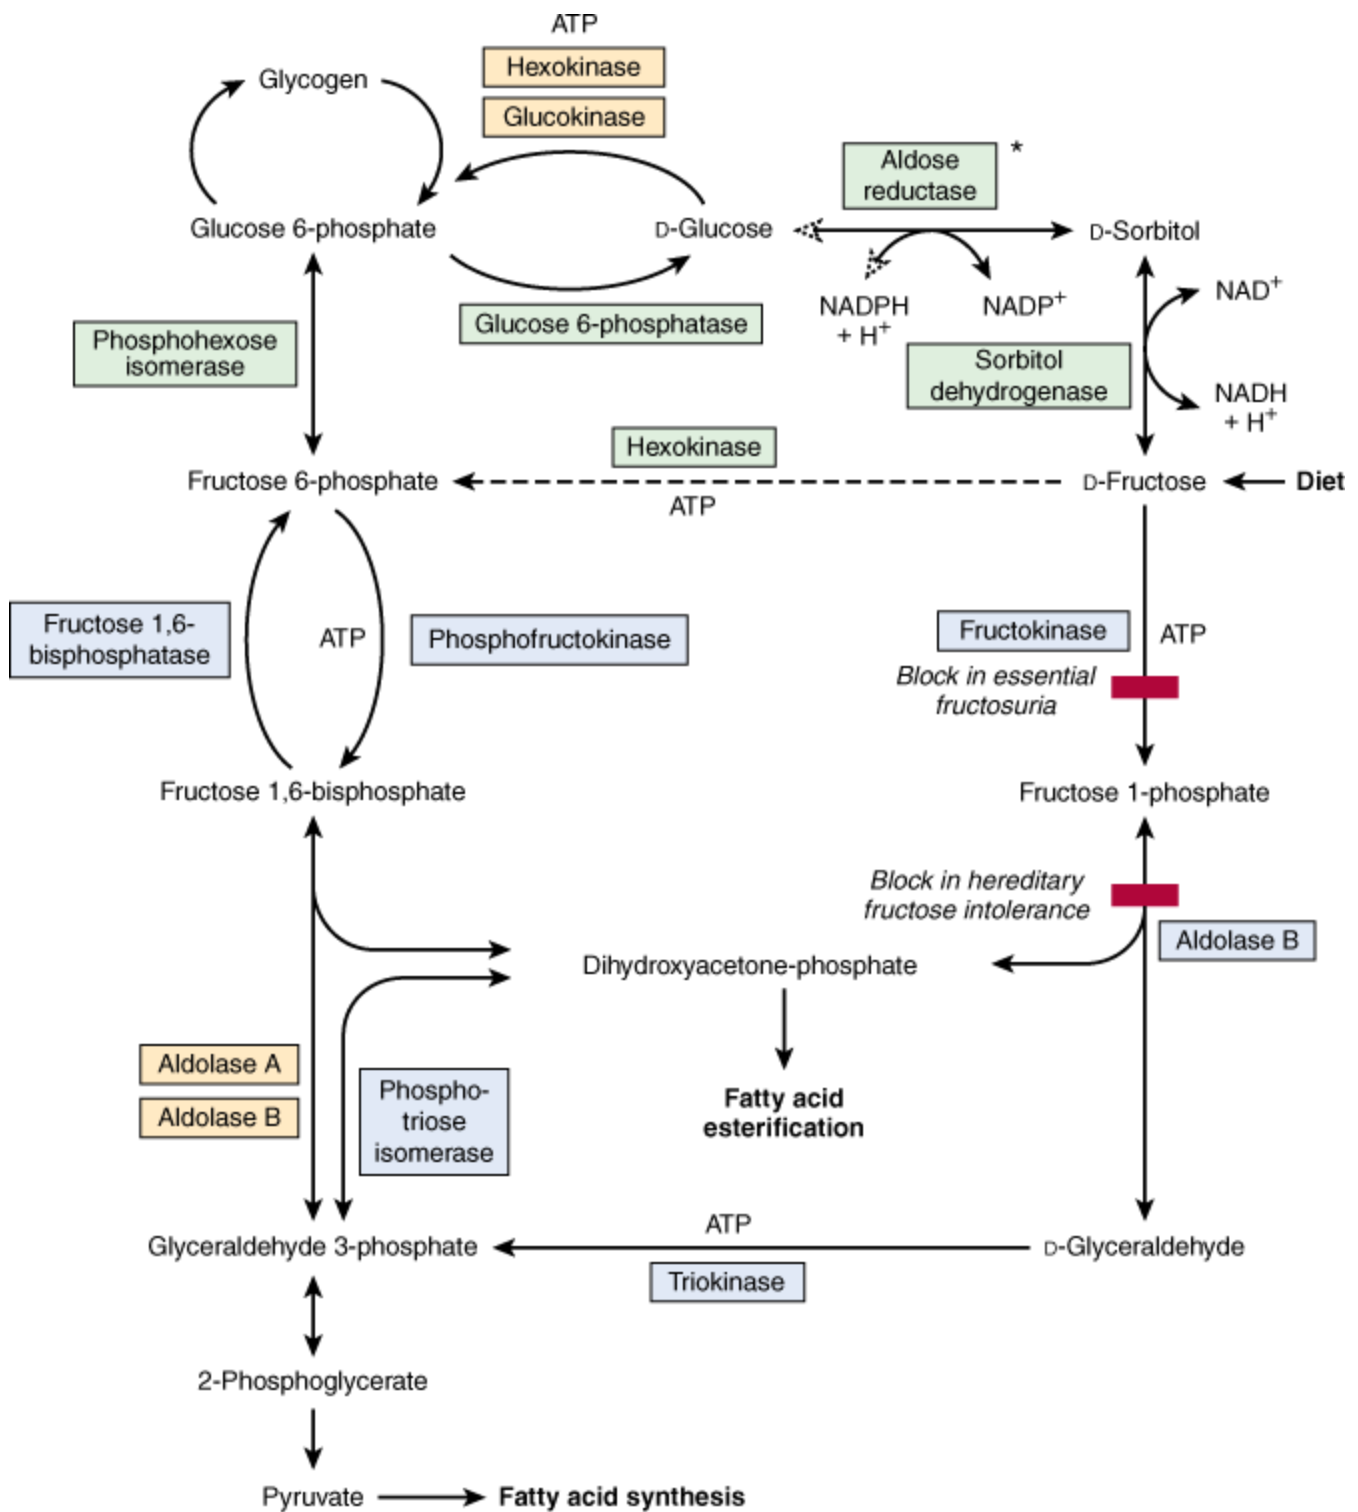 ATP
Hexokinase
Glycogen
Glucokinase
Aldose
reductase
*
Glucose 6-phosphate
D-Glucose
D-Sorbitol
NADPH
+ H⁺
NADP⁺
NAD⁺
Glucose 6-phosphatase
Phosphohexose
isomerase
Sorbitol
dehydrogenase
NADH
+ H⁺
Hexokinase
Fructose 6-phosphate
ATP
D-Fructose
Diet
Fructose 1,6-
bisphosphatase
ATP
Phosphofructokinase
Fructokinase
ATP
Block in essential
fructosuria
Fructose 1,6-bisphosphate
Fructose 1-phosphate
Block in hereditary
fructose intolerance
Aldolase B
Dihydroxyacetone-phosphate
Aldolase A
Aldolase B
Phospho-
triose
isomerase
Fatty acid
esterification
ATP
Glyceraldehyde 3-phosphate
D-Glyceraldehyde
Triokinase
2-Phosphoglycerate
Pyruvate
Fatty acid synthesis